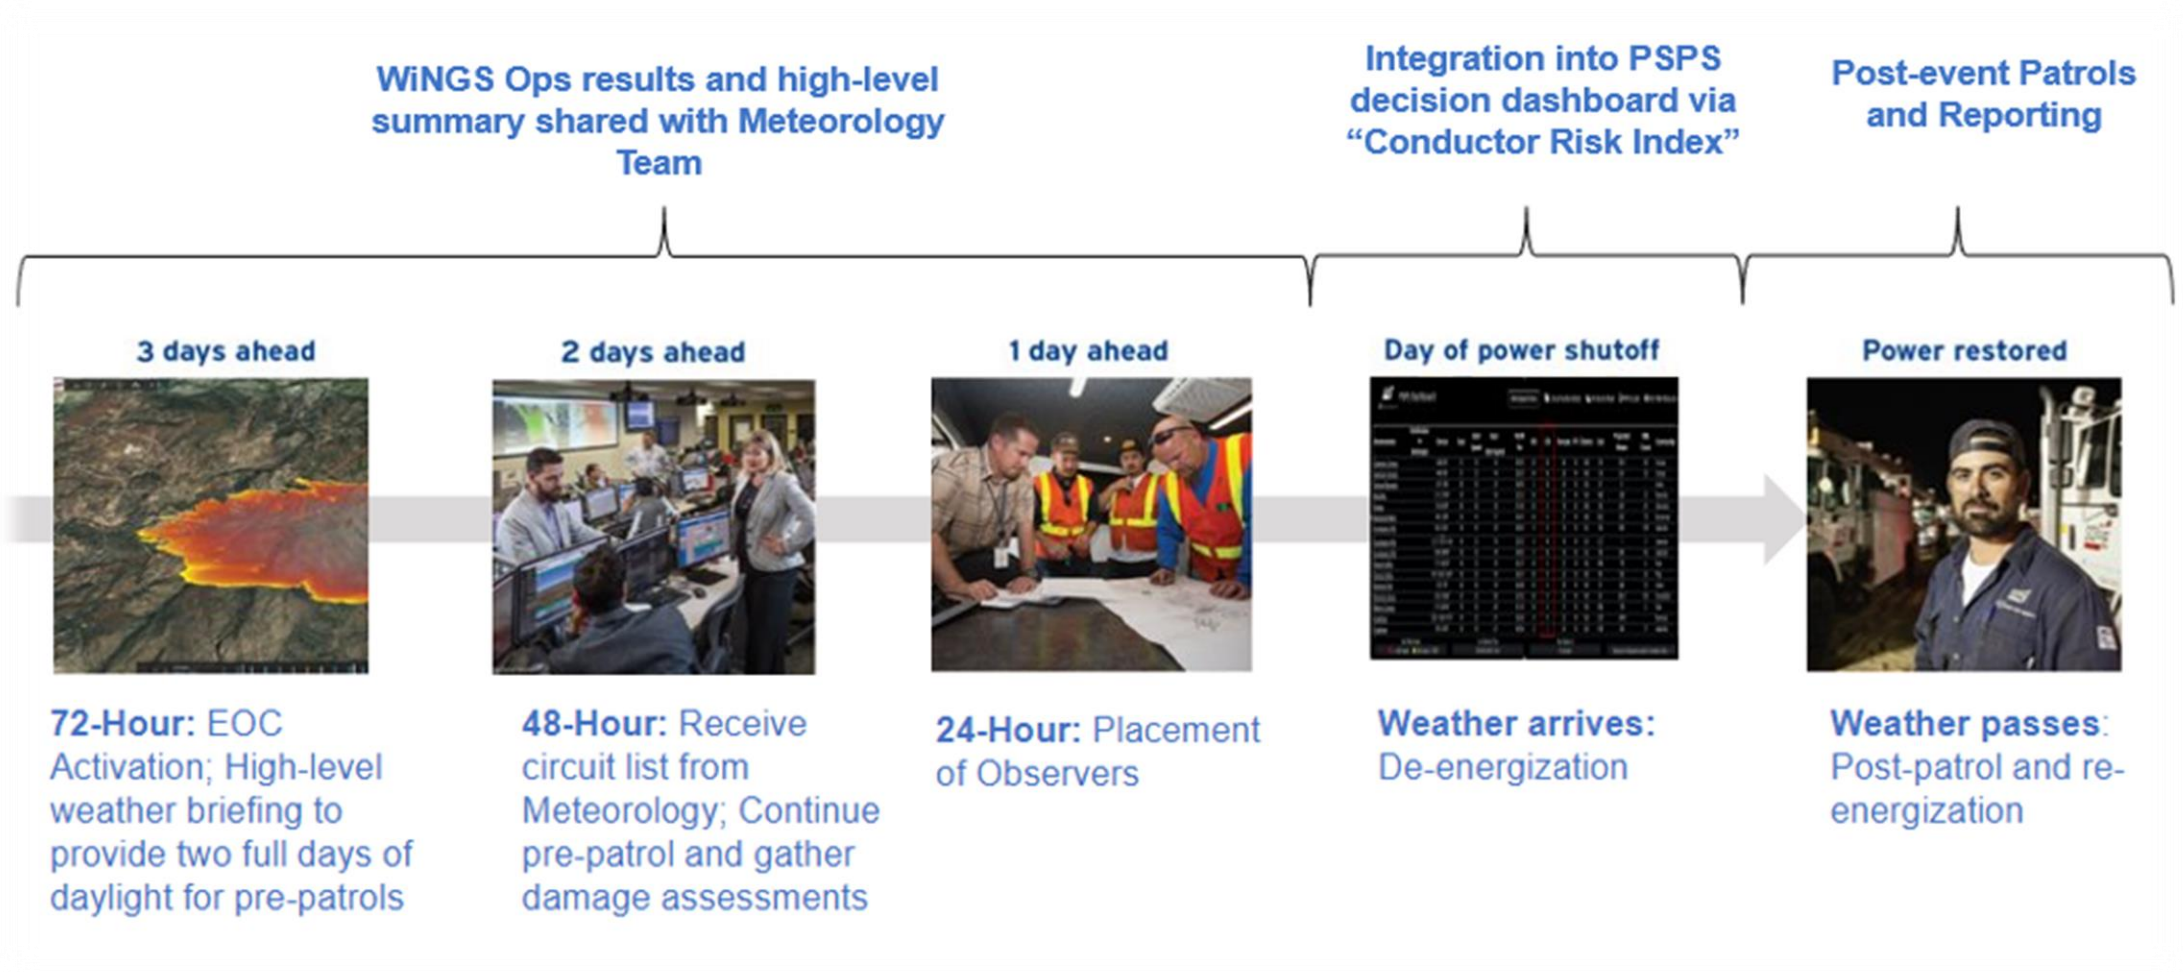 WiNGS Ops results and high-level
summary shared with Meteorology
Team
Integration into PSPS
decision dashboard via
“Conductor Risk Index”
Post-event Patrols
and Reporting
3 days ahead
2 days ahead
1 day ahead
Day of power shutoff
Power restored
72-Hour: EOC
Activation; High-level
weather briefing to
provide two full days of
daylight for pre-patrols
48-Hour: Receive
circuit list from
Meteorology; Continue
pre-patrol and gather
damage assessments
24-Hour: Placement
of Observers
Weather arrives:
De-energization
Weather passes:
Post-patrol and re-
energization